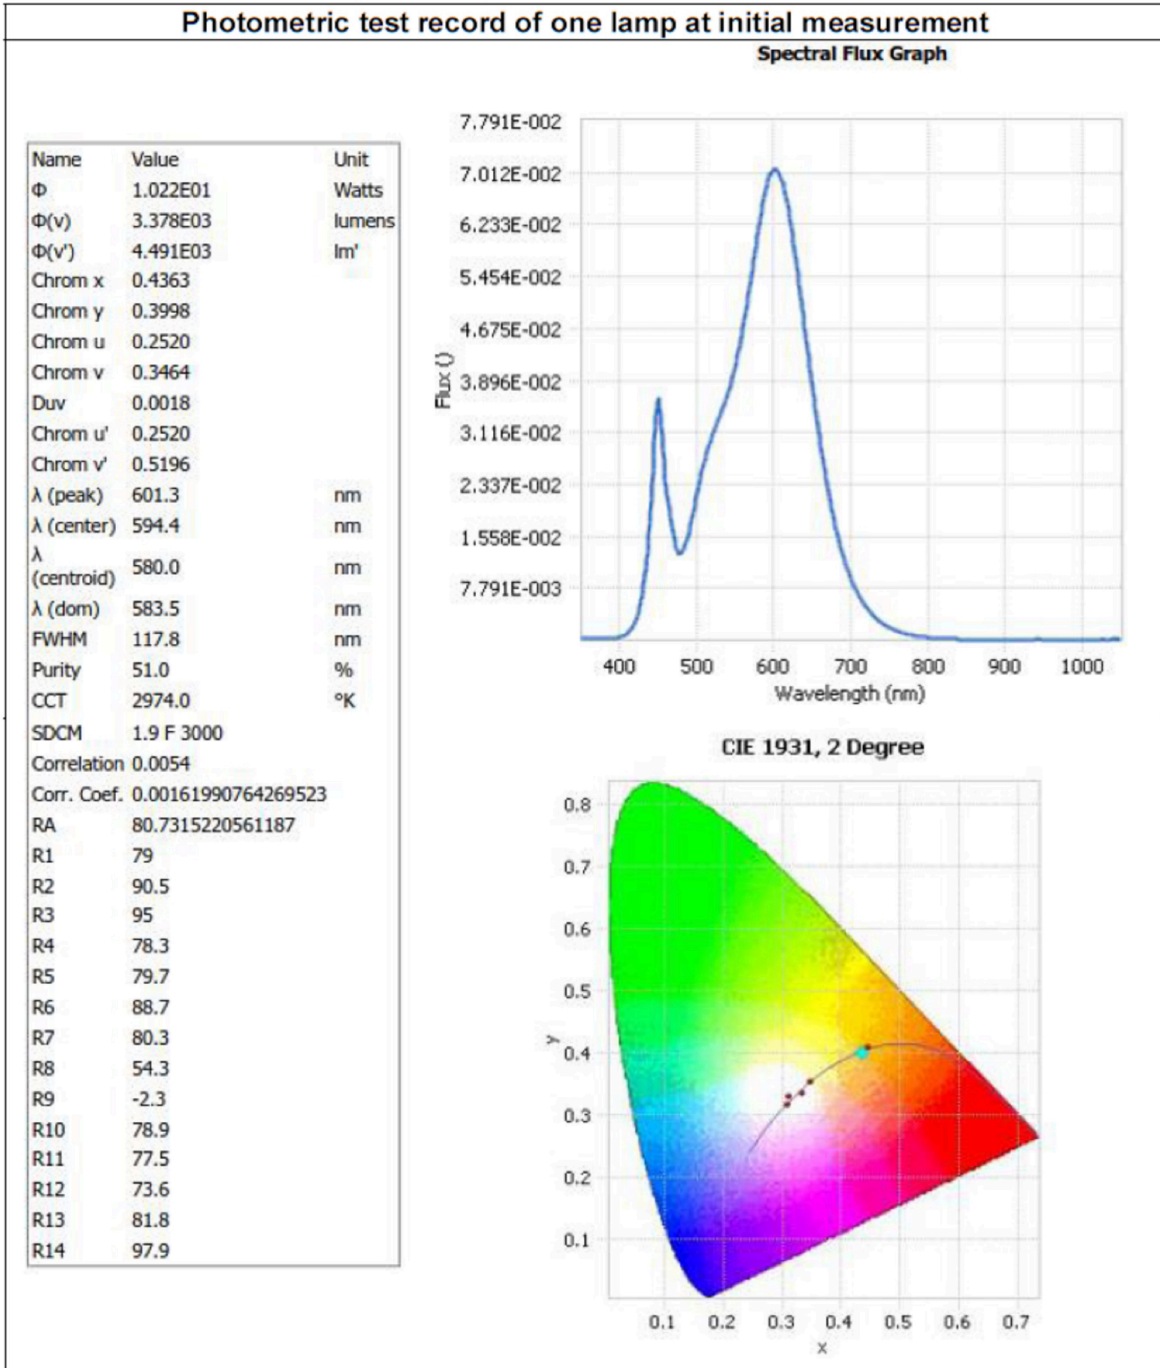 Photometric test record of one lamp at initial measurement
Name Value Unit
Φ 1.022E01 Watts
Φ(v) 3.378E03 lumens
Φ(v') 4.491E03 lm'
Chrom x 0.4363
Chrom y 0.3998
Chrom u 0.2520
Chrom v 0.3464
Duv 0.0018
Chrom u' 0.2520
Chrom v' 0.5196
λ (peak) 601.3 nm
λ (center) 594.4 nm
λ
(centroid) 580.0 nm
λ (dom) 583.5 nm
FWHM 117.8 nm
Purity 51.0 %
CCT 2974.0 °K
SDCM 1.9 F 3000
Correlation 0.0054
Corr. Coef. 0.00161990764269523
RA 80.7315220561187
R1 79
R2 90.5
R3 95
R4 78.3
R5 79.7
R6 88.7
R7 80.3
R8 54.3
R9 -2.3
R10 78.9
R11 77.5
R12 73.6
R13 81.8
R14 97.9
Spectral Flux Graph
7.791E-002
7.012E-002
6.233E-002
5.454E-002
4.675E-002
3.896E-002
3.116E-002
2.337E-002
1.558E-002
7.791E-003
Flux ()
400 500 600 700 800 900 1000
Wavelength (nm)
CIE 1931, 2 Degree
0.8
0.7
0.6
0.5
0.4
0.3
0.2
0.1
y
0.1 0.2 0.3 0.4 0.5 0.6 0.7
x